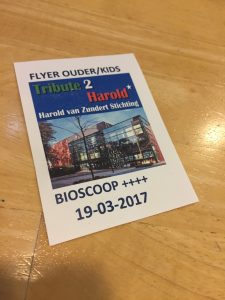 FLYER OUDER/KIDS
Tribute 2
Harold*
Harold van Zundert Stichting
BIOSCOOP ++++
19-03-2017